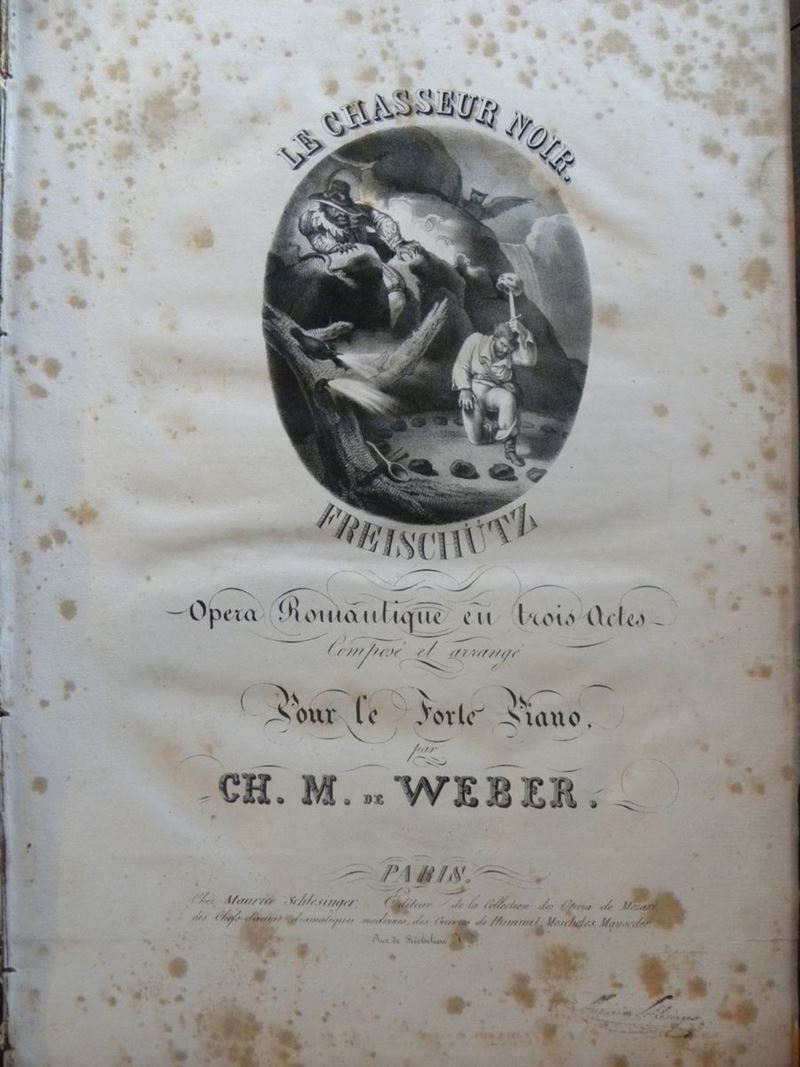 LE CHASSEUR NOIR.
FREISCHÜTZ
Opera Romantique en trois Actes
Composé et arrangé
Pour le Forte Piano,
par
CH. M. DE WEBER.
PARIS.
Chez Maurice Schlesinger, Editeur de la Collection des Opera de Mozart
des Chefs-d'œuvre dramatiques modernes, des Œuvres de Hummel, Moscheles, Mayseder
Rue de Richelieu